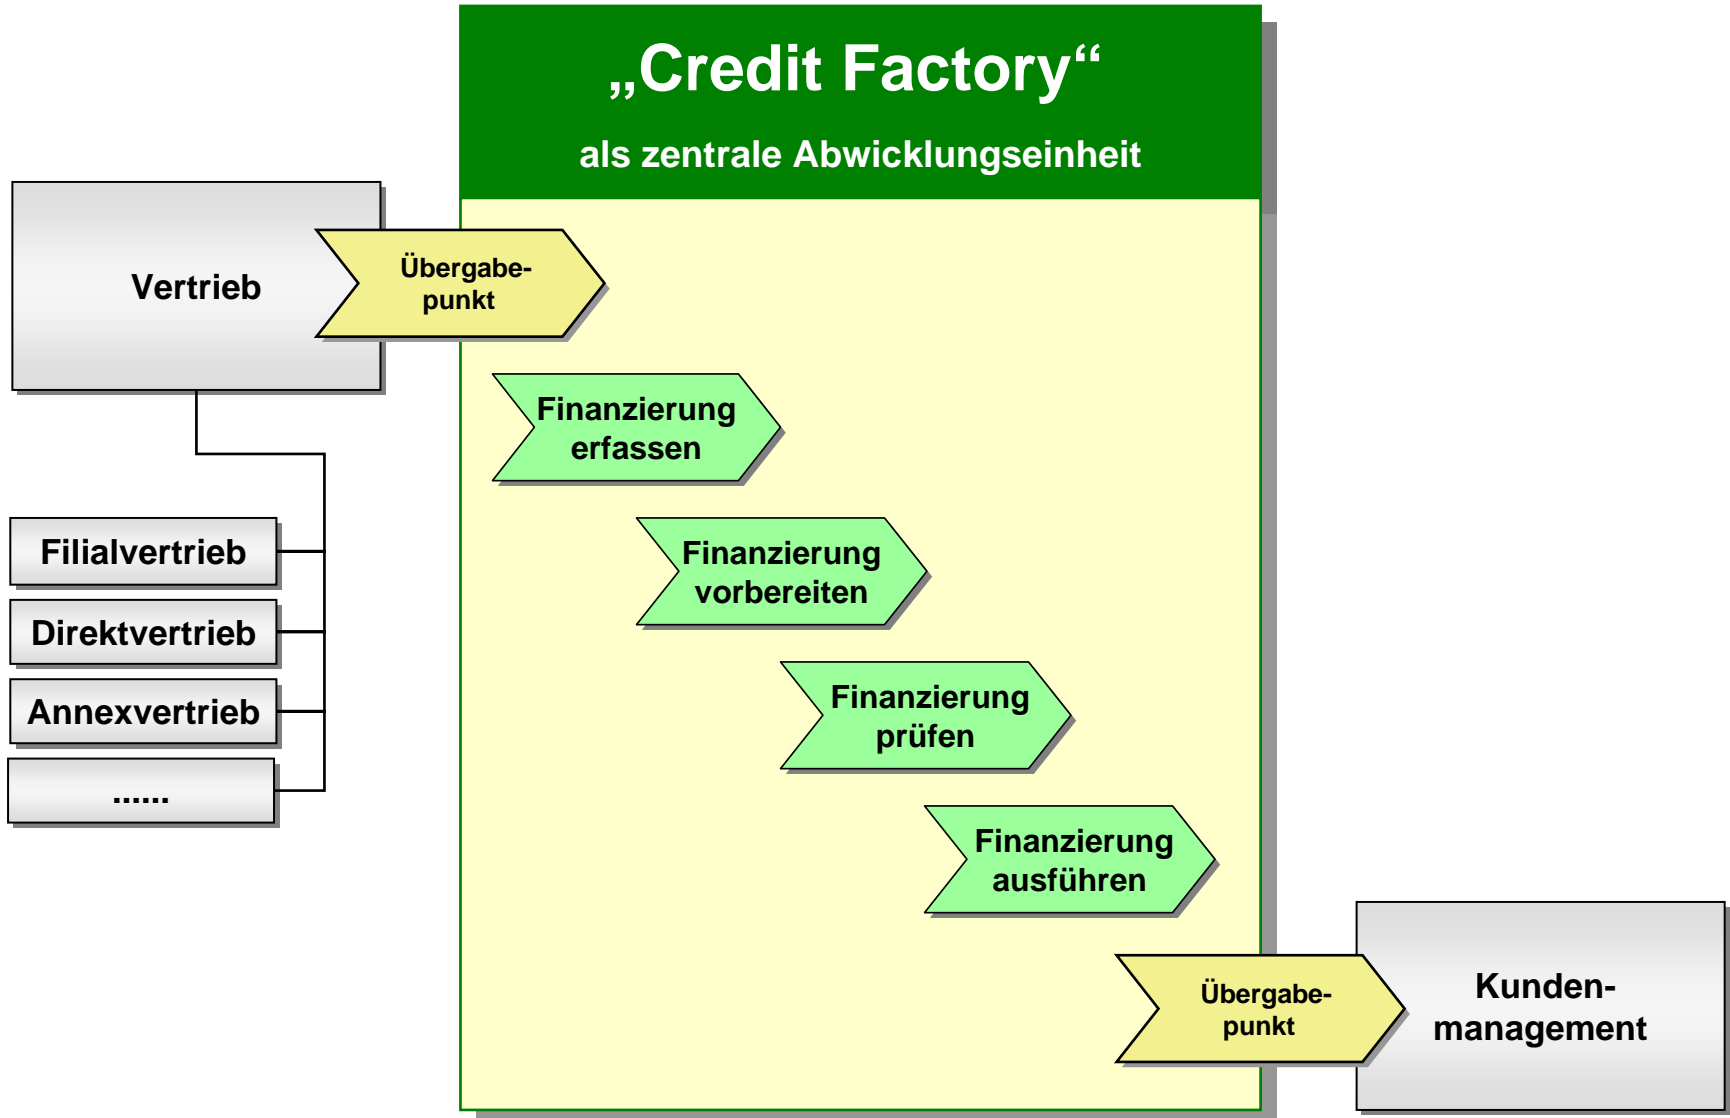 „Credit Factory“
als zentrale Abwicklungseinheit
Vertrieb
Übergabe-
punkt
Finanzierung
erfassen
Filialvertrieb
Finanzierung
vorbereiten
Direktvertrieb
Annexvertrieb
Finanzierung
prüfen
......
Finanzierung
ausführen
Übergabe-
punkt
Kunden-
management